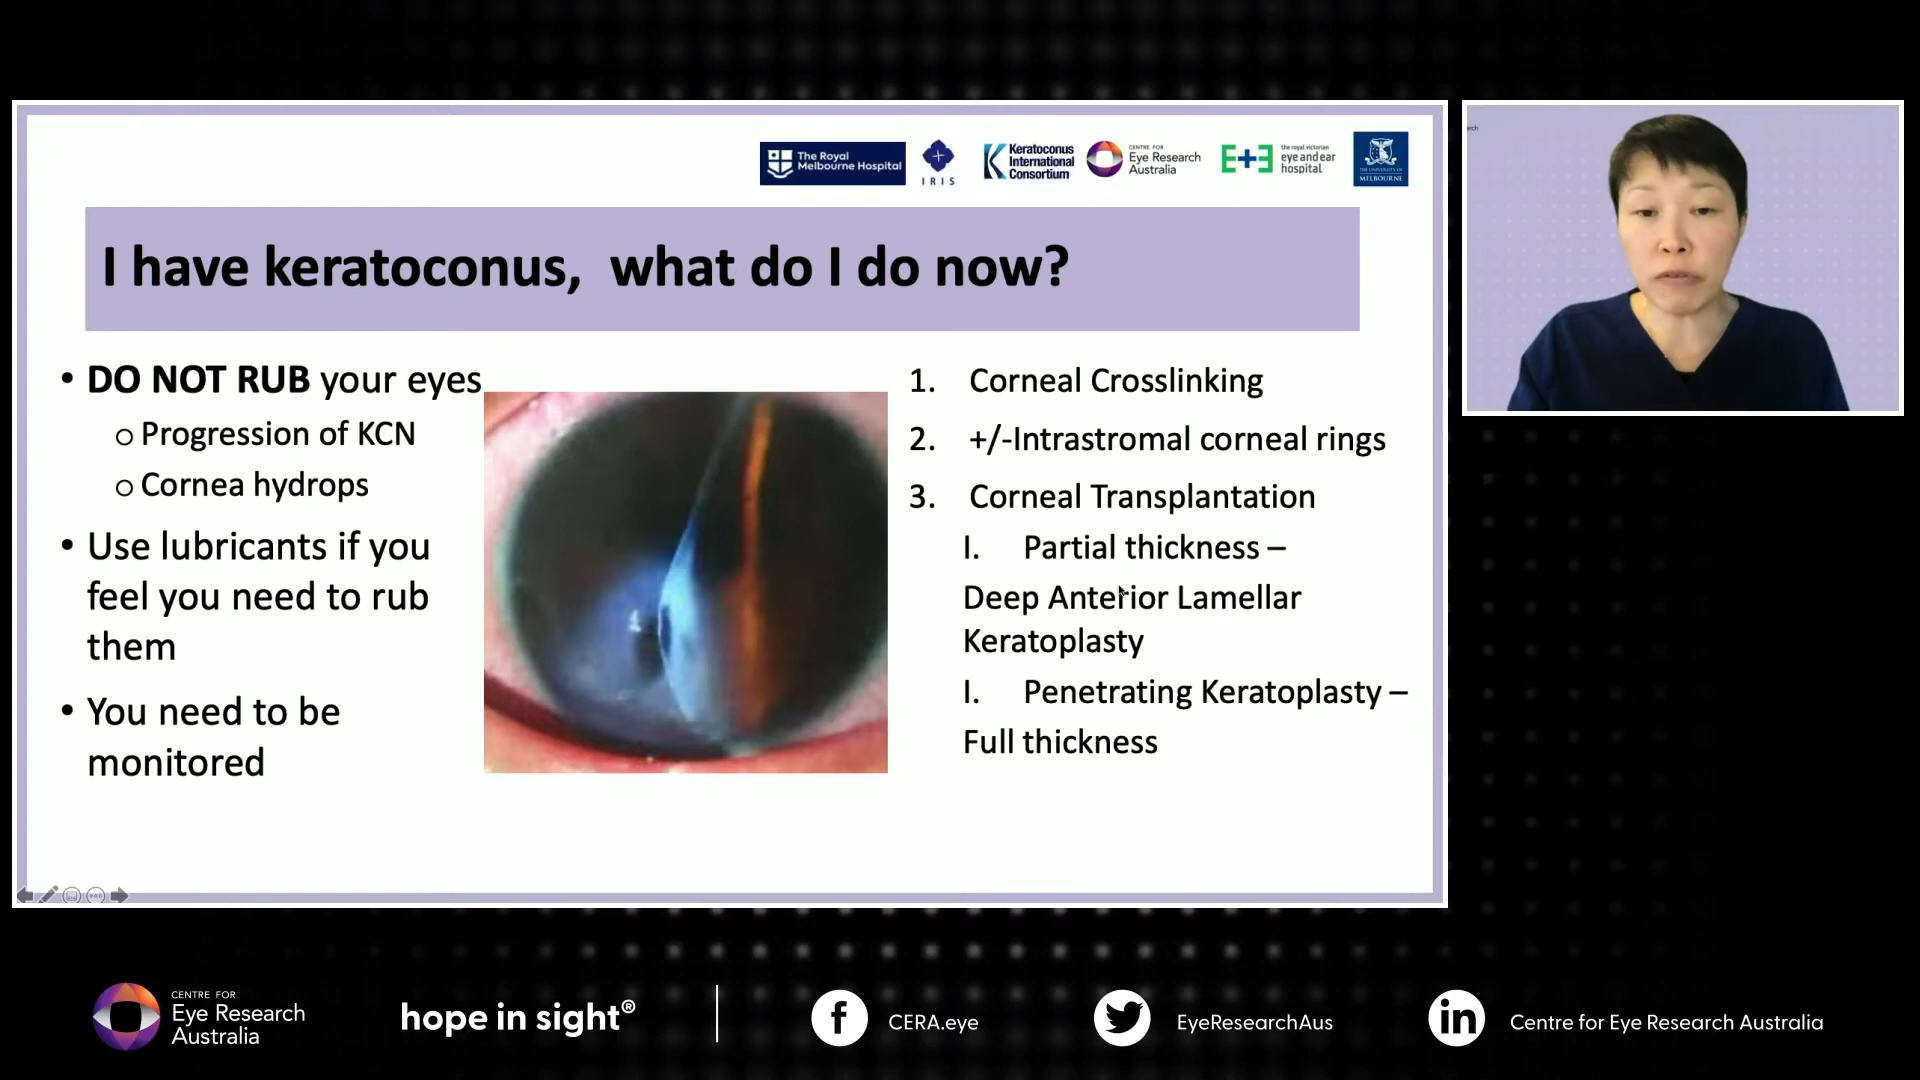 The Royal
Melbourne Hospital
IRIS
Keratoconus
International
Consortium
CENTRE FOR
Eye Research
Australia
E+E
the royal victorian
eye and ear
hospital
THE UNIVERSITY OF
MELBOURNE
I have keratoconus,  what do I do now?
• DO NOT RUB your eyes
o Progression of KCN
o Cornea hydrops
• Use lubricants if you
feel you need to rub
them
• You need to be
monitored
1. Corneal Crosslinking
2. +/-Intrastromal corneal rings
3. Corneal Transplantation
I. Partial thickness –
Deep Anterior Lamellar
Keratoplasty
I. Penetrating Keratoplasty –
Full thickness
CENTRE FOR
Eye Research
Australia
hope in sight®
CERA.eye
EyeResearchAus
Centre for Eye Research Australia